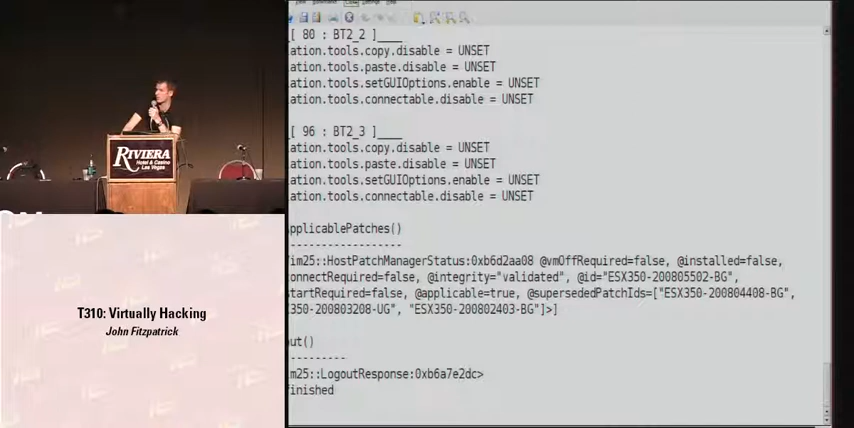 _[ 80 : BT2_2 ]____
ation.tools.copy.disable = UNSET
ation.tools.paste.disable = UNSET
ation.tools.setGUIOptions.enable = UNSET
ation.tools.connectable.disable = UNSET
_[ 96 : BT2_3 ]____
ation.tools.copy.disable = UNSET
ation.tools.paste.disable = UNSET
ation.tools.setGUIOptions.enable = UNSET
ation.tools.connectable.disable = UNSET
ApplicablePatches()
------------------
im25::HostPatchManagerStatus:0xb6d2aa08 @vmOffRequired=false, @installed=false,
onnectRequired=false, @integrity="validated", @id="ESX350-200805502-BG",
startRequired=false, @applicable=true, @supersededPatchIds=["ESX350-200804408-BG",
350-200803208-UG", "ESX350-200802403-BG"]>]
out()
---------
m25::LogoutResponse:0xb6a7e2dc>
finished
RIVIERA
Hotel & Casino
Las Vegas
T310: Virtually Hacking
John Fitzpatrick